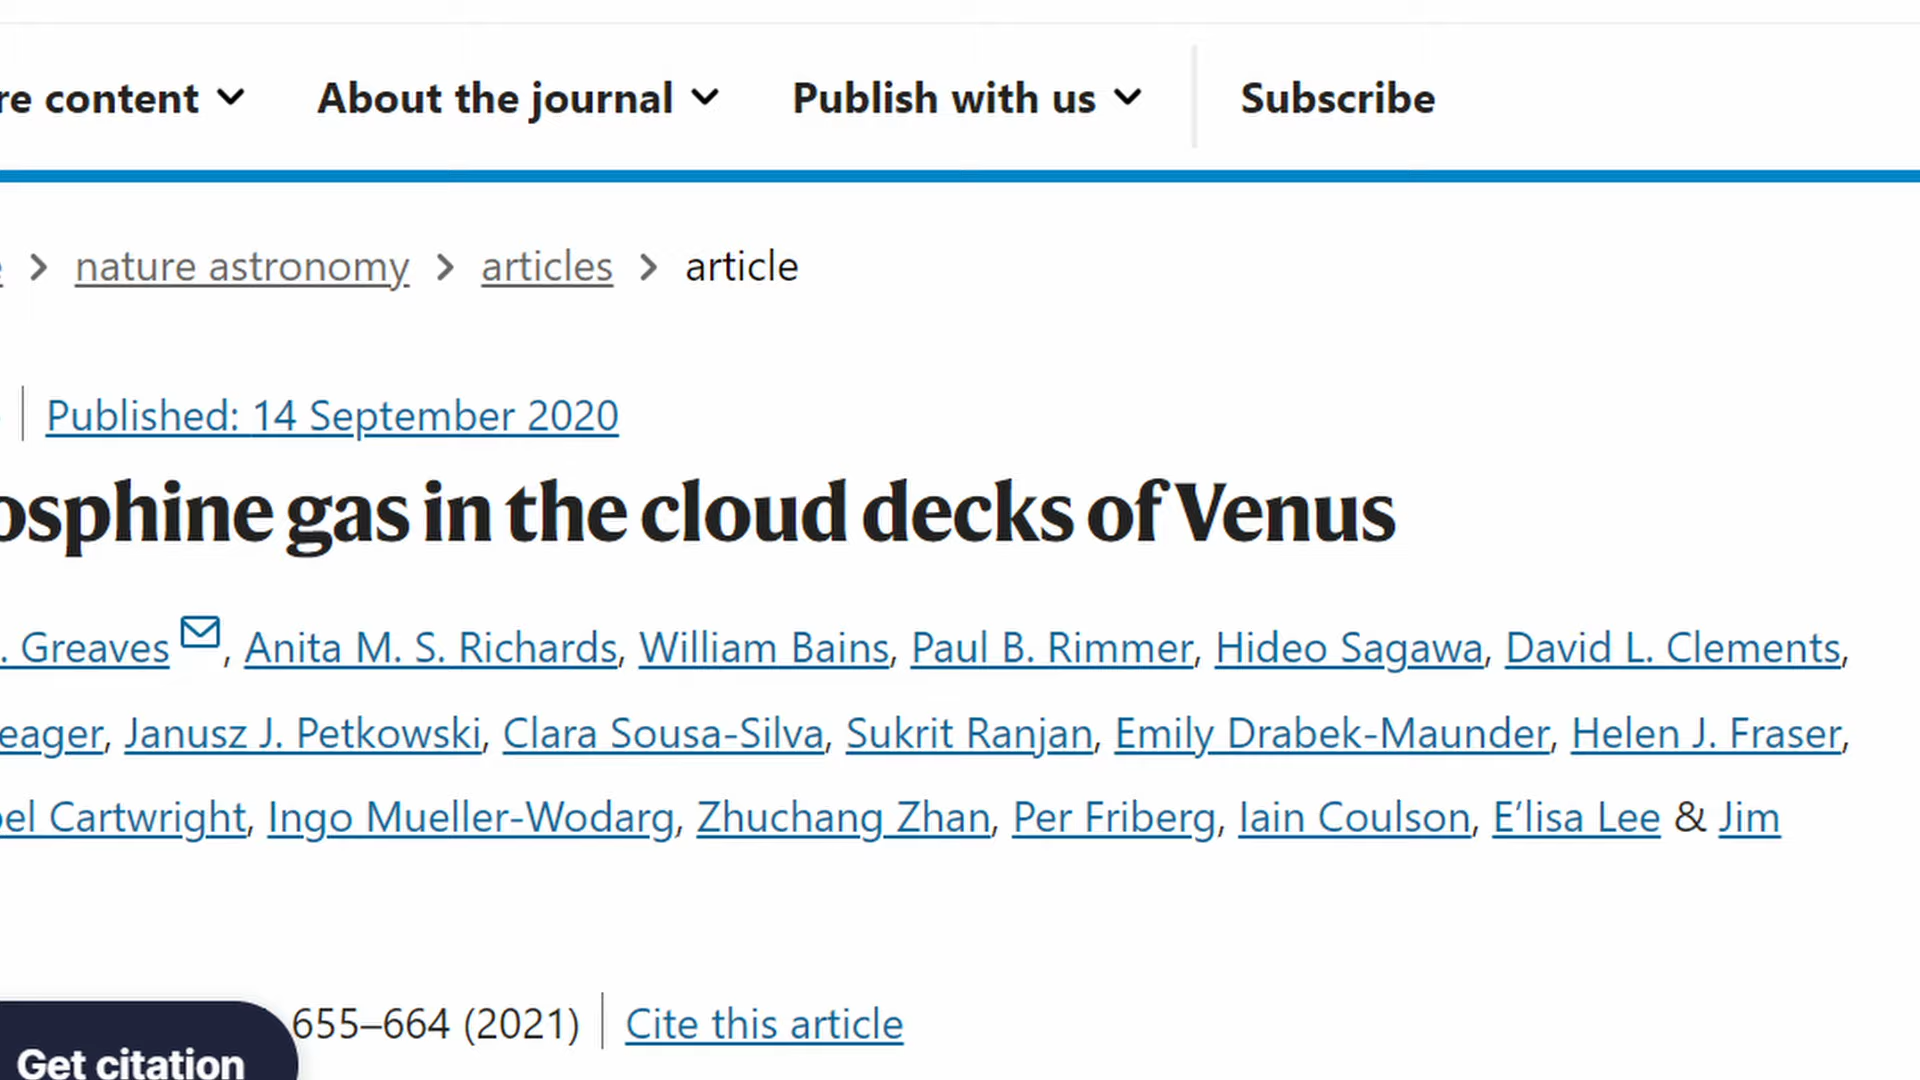 re content About the journal Publish with us Subscribe
nature astronomy articles article
Published: 14 September 2020
osphine gas in the cloud decks of Venus
. Greaves, Anita M. S. Richards, William Bains, Paul B. Rimmer, Hideo Sagawa, David L. Clements,
eager, Janusz J. Petkowski, Clara Sousa-Silva, Sukrit Ranjan, Emily Drabek-Maunder, Helen J. Fraser,
el Cartwright, Ingo Mueller-Wodarg, Zhuchang Zhan, Per Friberg, Iain Coulson, E’lisa Lee & Jim
655–664 (2021) Cite this article
Get citation